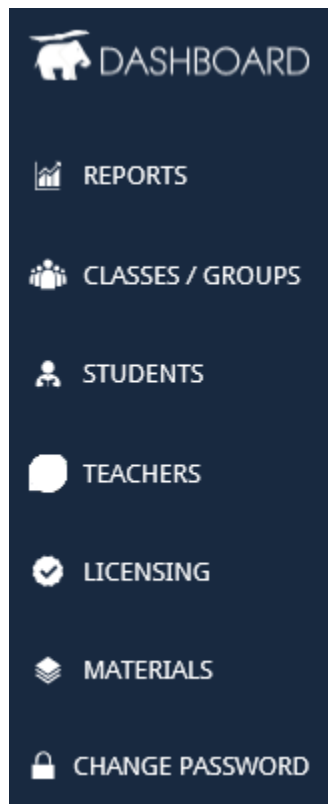 DASHBOARD
REPORTS
CLASSES / GROUPS
STUDENTS
TEACHERS
LICENSING
MATERIALS
CHANGE PASSWORD